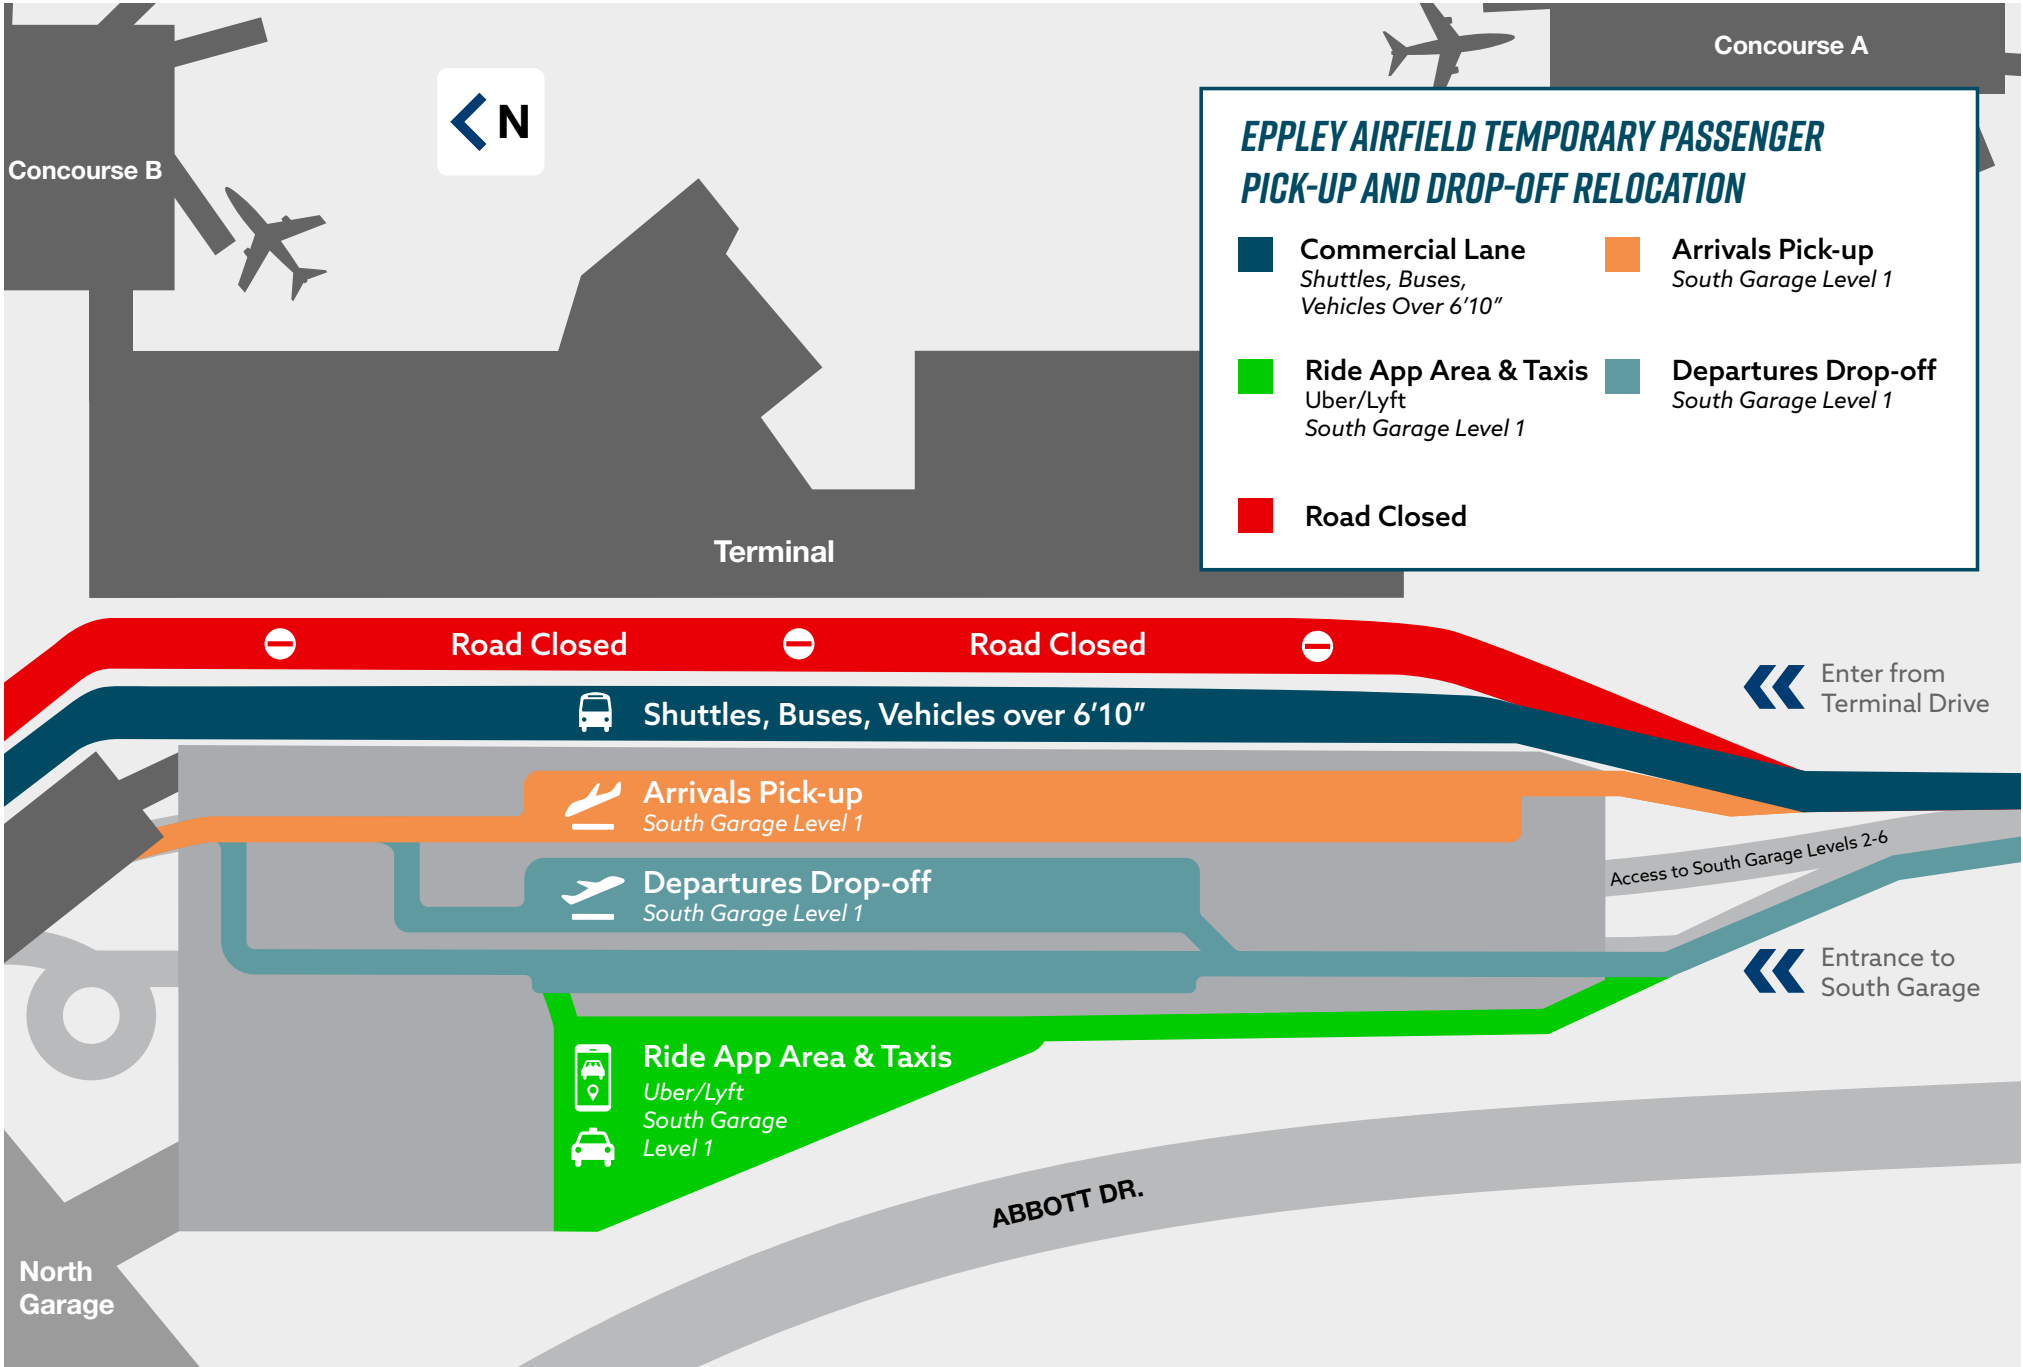 Concourse A
N
Concourse B
EPPLEY AIRFIELD TEMPORARY PASSENGER
PICK-UP AND DROP-OFF RELOCATION
Commercial Lane
Shuttles, Buses,
Vehicles Over 6’10”
Arrivals Pick-up
South Garage Level 1
Ride App Area & Taxis
Uber/Lyft
South Garage Level 1
Departures Drop-off
South Garage Level 1
Road Closed
Terminal
Road Closed
Road Closed
Enter from
Terminal Drive
Shuttles, Buses, Vehicles over 6’10”
Arrivals Pick-up
South Garage Level 1
Access to South Garage Levels 2-6
Departures Drop-off
South Garage Level 1
Entrance to
South Garage
Ride App Area & Taxis
Uber/Lyft
South Garage
Level 1
ABBOTT DR.
North
Garage